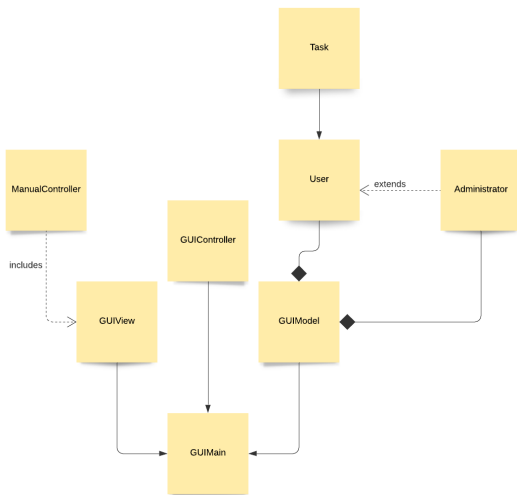 Task
User
extends
Administrator
ManualController
GUIController
includes
GUIView
GUIModel
GUIMain